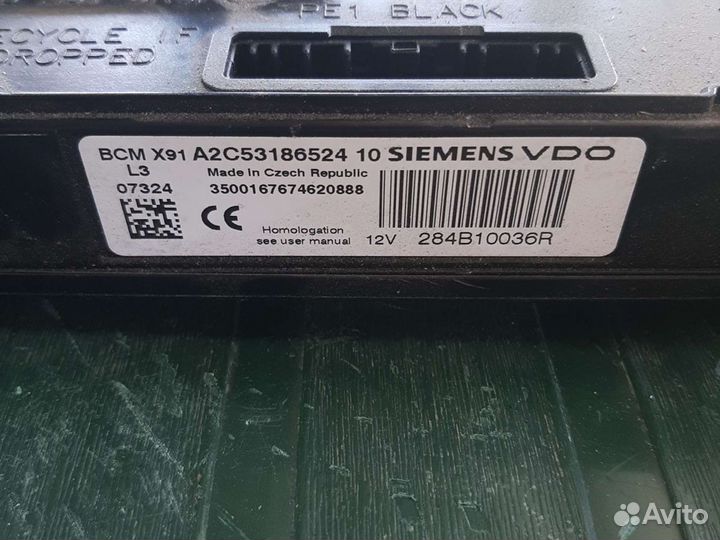 PE1 BLACK
ECYCLE IF
DROPPED
BCM X91 A2C53186524 10 SIEMENS VDO
L3 Made in Czech Republic
07324 3500167674620888
CE
Homologation
see user manual 12V 284B10036R
Avito